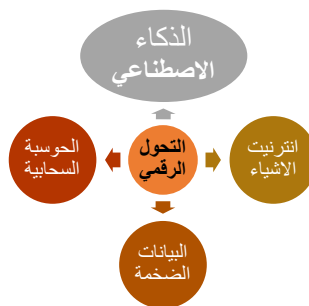 الذكاء
الاصطناعي
انترنيت
الاشياء
التحول
الرقمي
الحوسبة
السحابية
البيانات
الضخمة